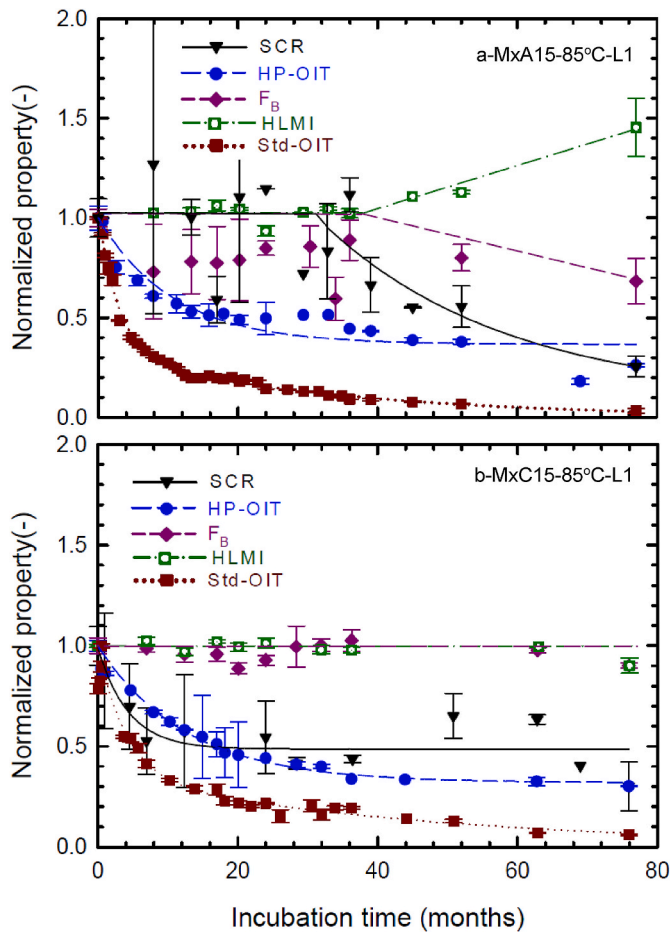 a-MxA15-85°C-L1
SCR
HP-OIT
F_B
HLMI
Std-OIT
Normalized property(-)
2.0
1.5
1.0
0.5
0.0
b-MxC15-85°C-L1
SCR
HP-OIT
F_B
HLMI
Std-OIT
Normalized property(-)
2.0
1.5
1.0
0.5
0.0
0 20 40 60 80
Incubation time (months)